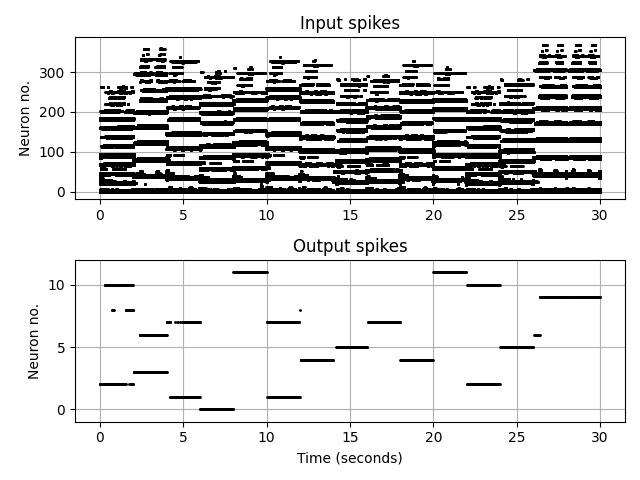 Input spikes
Neuron no.
300
200
100
0
0 5 10 15 20 25 30
Output spikes
Neuron no.
10
5
0
0 5 10 15 20 25 30
Time (seconds)